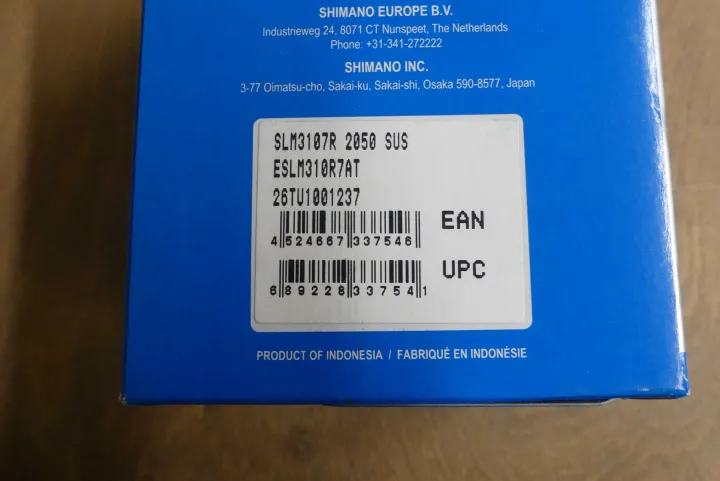 SHIMANO EUROPE B.V.
Industrieweg 24, 8071 CT Nunspeet, The Netherlands
Phone: +31-341-272222
SHIMANO INC.
3-77 Oimatsu-cho, Sakai-ku, Sakai-shi, Osaka 590-8577, Japan
SLM3107R 2050 SUS
ESLM310R7AT
26TU1001237
EAN
4 524667 337546
UPC
6 89228 33754 1
PRODUCT OF INDONESIA / FABRIQUÉ EN INDONÉSIE